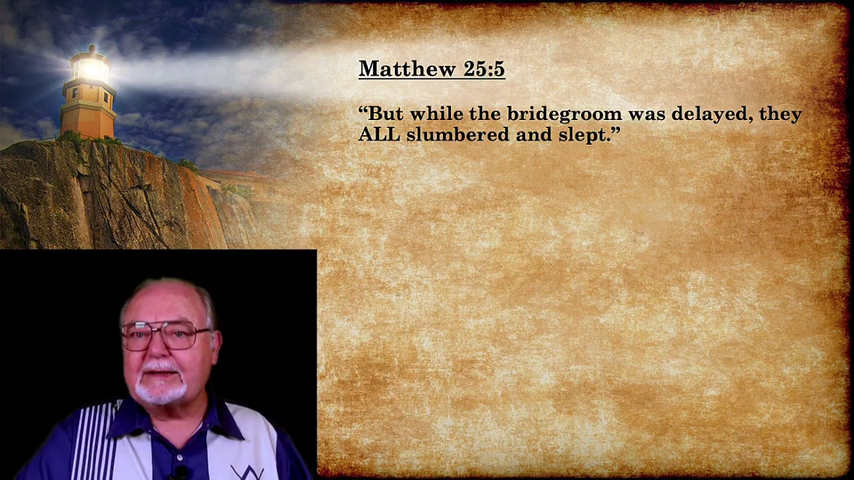 Matthew 25:5
“But while the bridegroom was delayed, they
ALL slumbered and slept.”